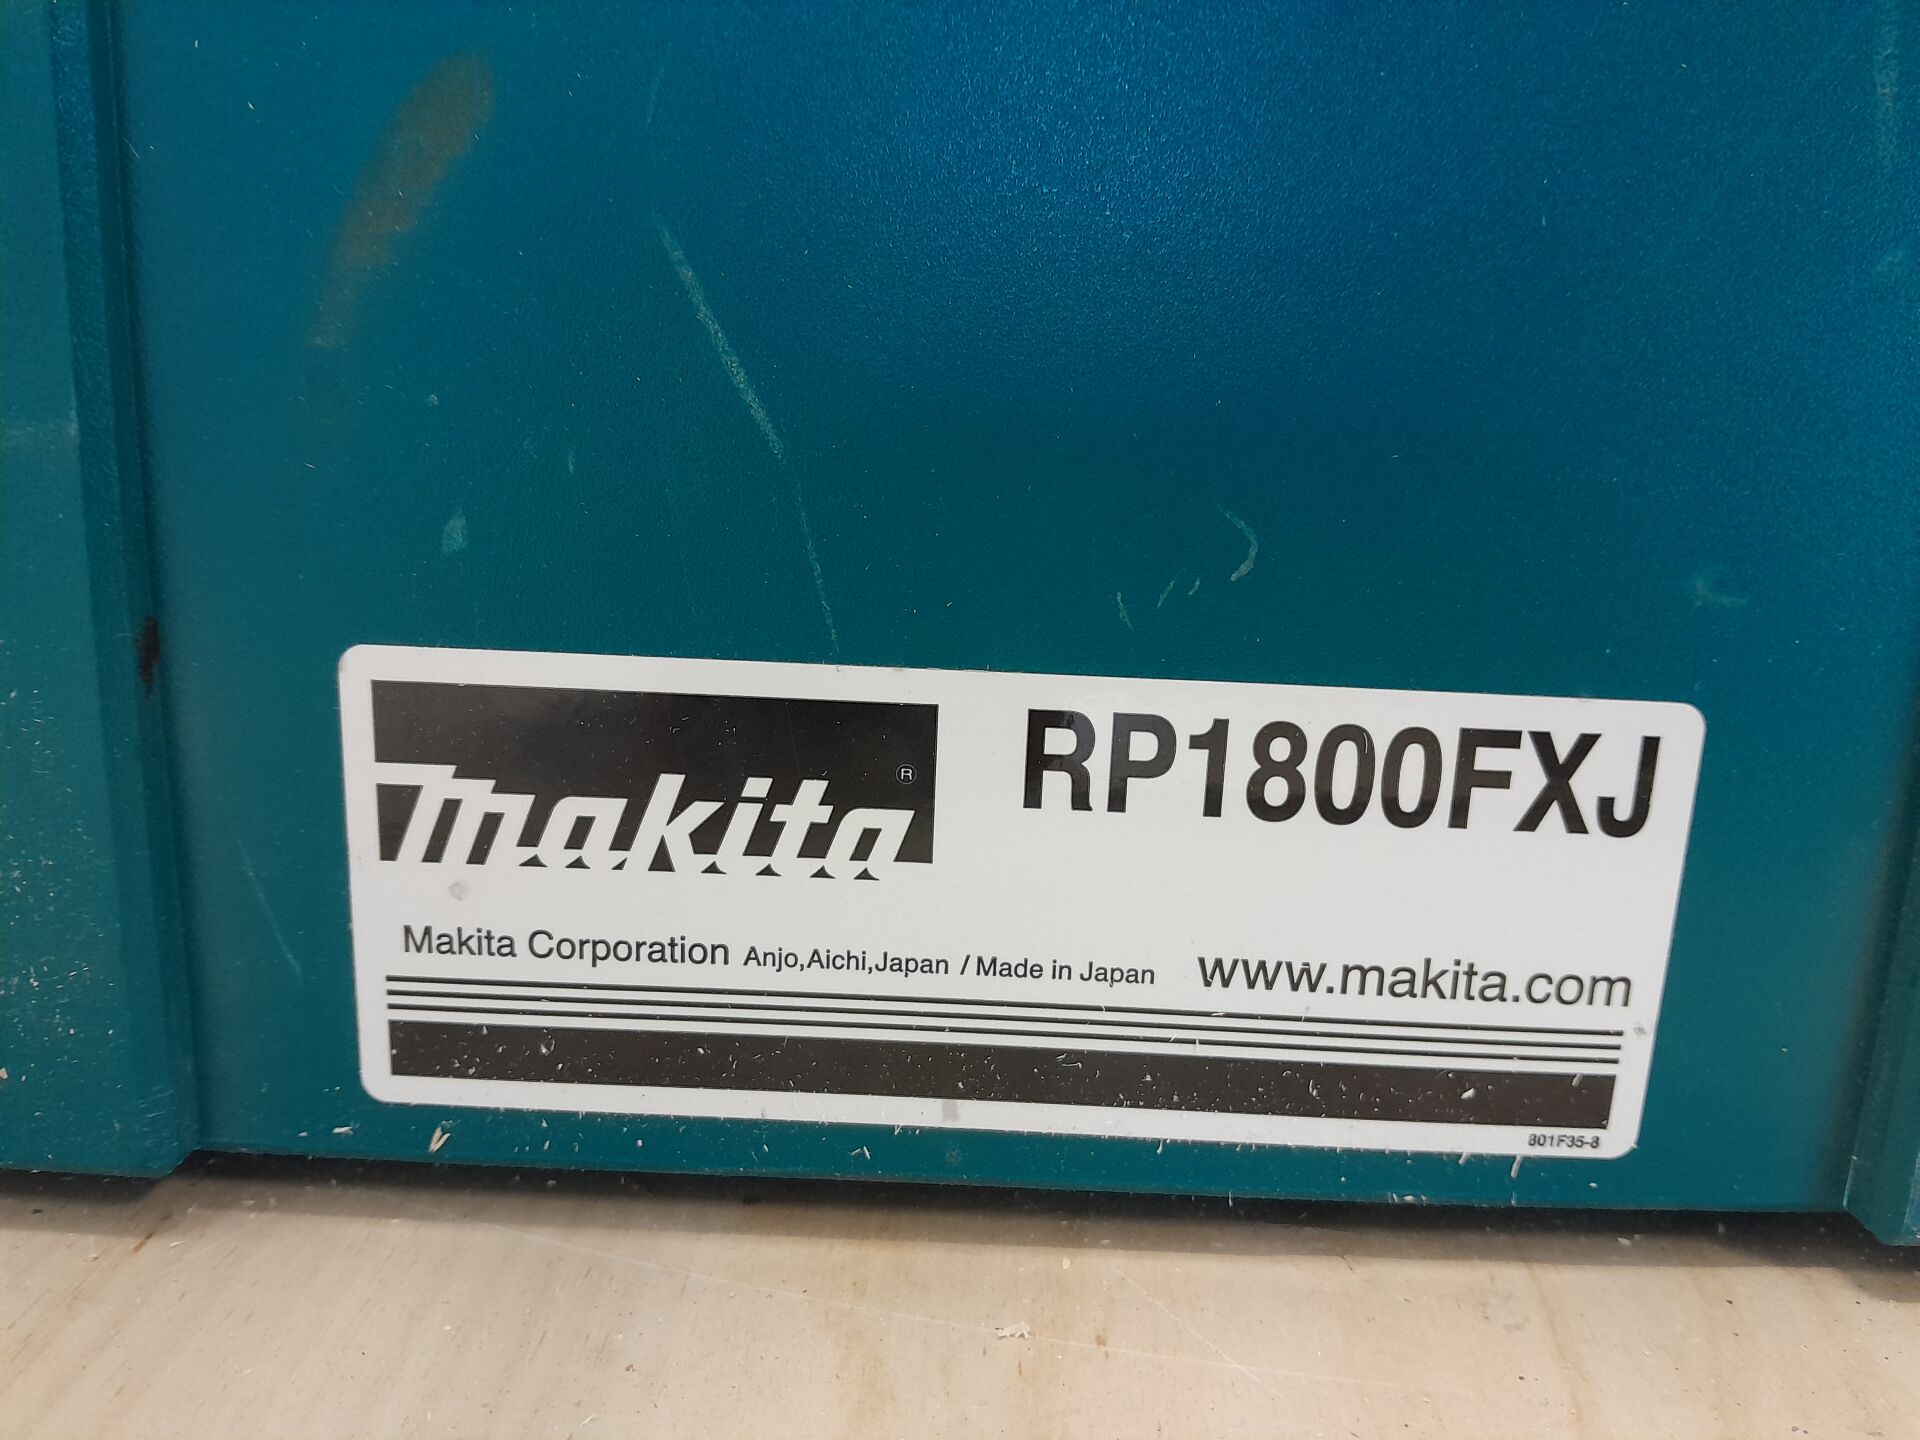 makita® RP1800FXJ
Makita Corporation Anjo,Aichi,Japan / Made in Japan www.makita.com
801F35-8